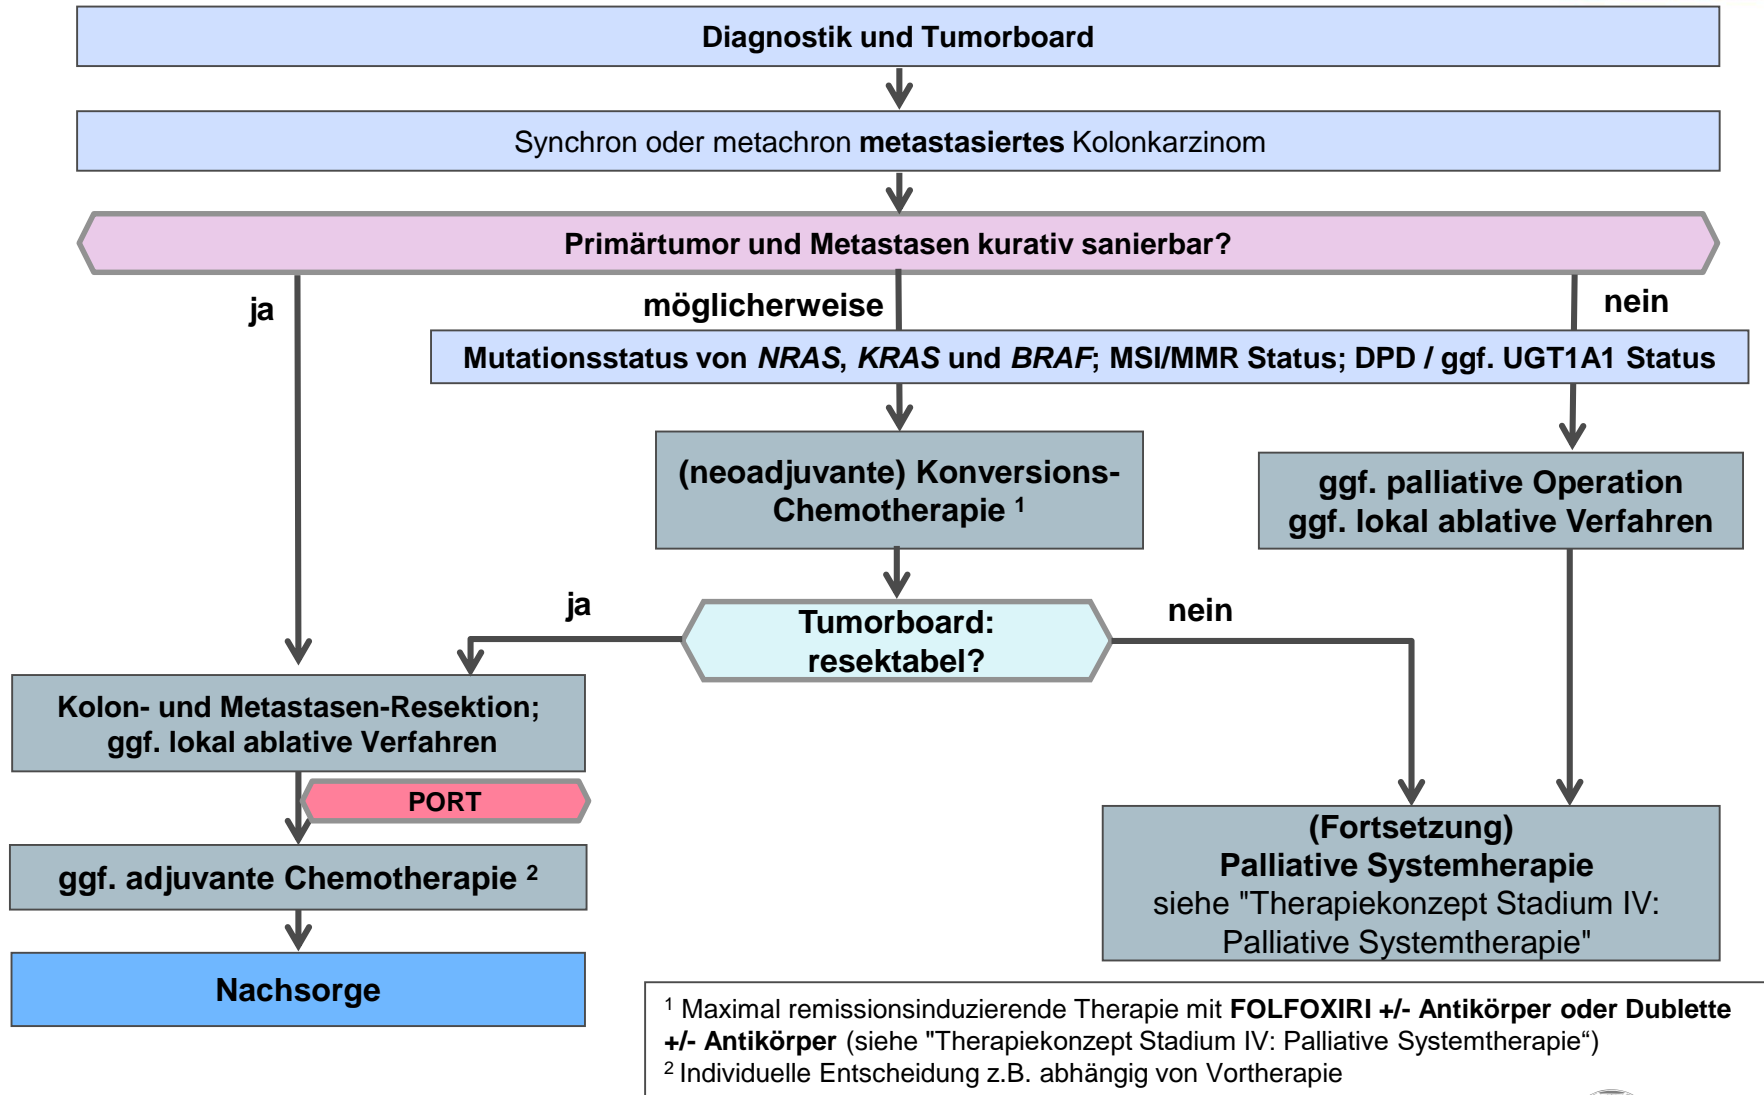 Diagnostik und Tumorboard
Synchron oder metachron metastasiertes Kolonkarzinom
Primärtumor und Metastasen kurativ sanierbar?
ja
möglicherweise
nein
Mutationsstatus von NRAS, KRAS und BRAF; MSI/MMR Status; DPD / ggf. UGT1A1 Status
(neoadjuvante) Konversions-
Chemotherapie ¹
ggf. palliative Operation
ggf. lokal ablative Verfahren
ja
Tumorboard:
resektabel?
nein
Kolon- und Metastasen-Resektion;
ggf. lokal ablative Verfahren
PORT
ggf. adjuvante Chemotherapie ²
Nachsorge
(Fortsetzung)
Palliative Systemherapie
siehe "Therapiekonzept Stadium IV:
Palliative Systemtherapie"
¹ Maximal remissionsinduzierende Therapie mit FOLFOXIRI +/- Antikörper oder Dublette
+/- Antikörper (siehe "Therapiekonzept Stadium IV: Palliative Systemtherapie“)
² Individuelle Entscheidung z.B. abhängig von Vortherapie